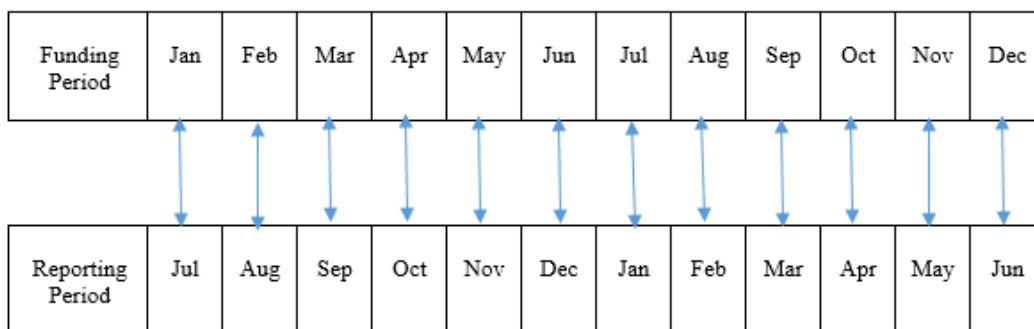 Funding Period Jan Feb Mar Apr May Jun Jul Aug Sep Oct Nov Dec
Reporting Period Jul Aug Sep Oct Nov Dec Jan Feb Mar Apr May Jun